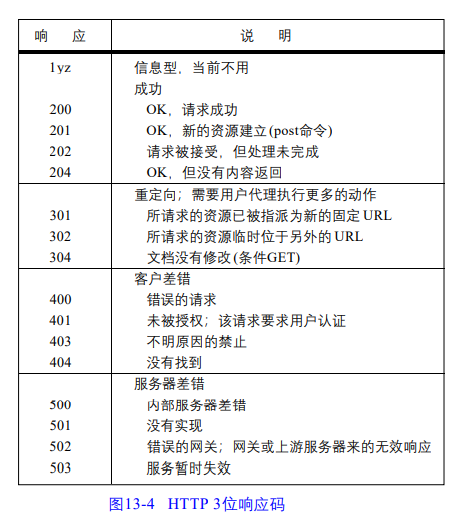 响 应 说 明
1yz 信息型，当前不用
成功
200 OK，请求成功
201 OK，新的资源建立(post命令)
202 请求被接受，但处理未完成
204 OK，但没有内容返回
重定向；需要用户代理执行更多的动作
301 所请求的资源已被指派为新的固定URL
302 所请求的资源临时位于另外的URL
304 文档没有修改(条件GET)
客户差错
400 错误的请求
401 未被授权；该请求要求用户认证
403 不明原因的禁止
404 没有找到
服务器差错
500 内部服务器差错
501 没有实现
502 错误的网关；网关或上游服务器来的无效响应
503 服务暂时失效
图13-4 HTTP 3位响应码